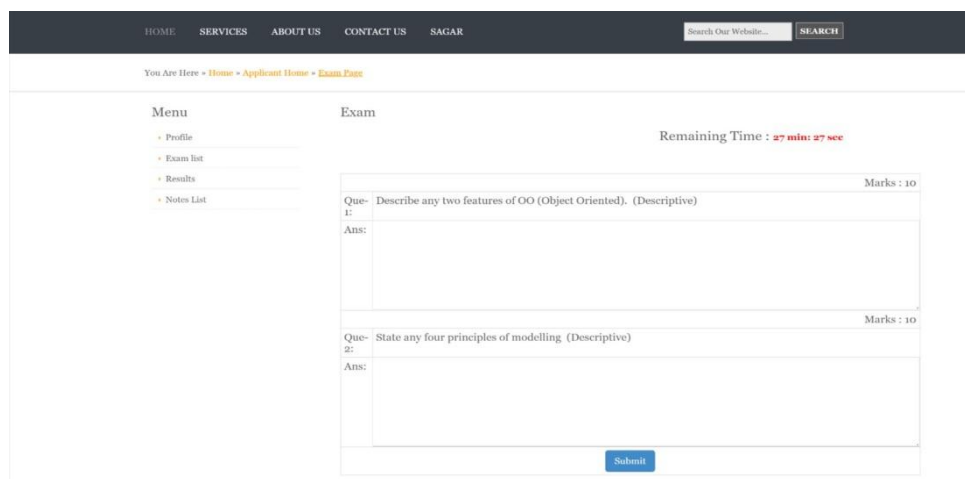 HOME SERVICES ABOUT US CONTACT US SAGAR Search Our Website... SEARCH
You Are Here » Home » Applicant Home » Exam Page
Menu
Profile
Exam list
Results
Notes List
Exam
Remaining Time : 27 min: 27 sec
Marks : 10
Que-1: Describe any two features of OO (Object Oriented). (Descriptive)
Ans:
Marks : 10
Que-2: State any four principles of modelling (Descriptive)
Ans:
Submit